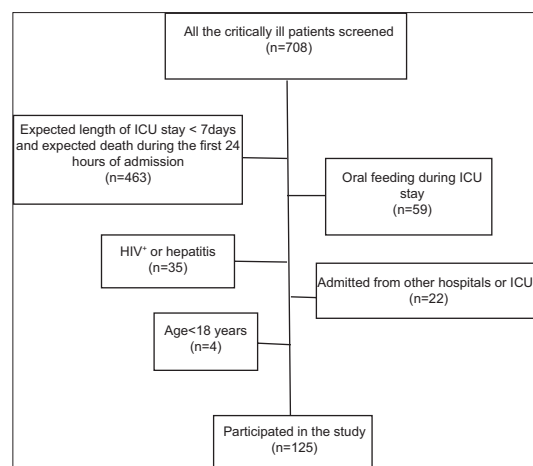 All the critically ill patients screened
(n=708)
Expected length of ICU stay < 7days
and expected death during the first 24
hours of admission
(n=463)
Oral feeding during ICU
stay
(n=59)
HIV⁺ or hepatitis
(n=35)
Admitted from other hospitals or ICU
(n=22)
Age<18 years
(n=4)
Participated in the study
(n=125)